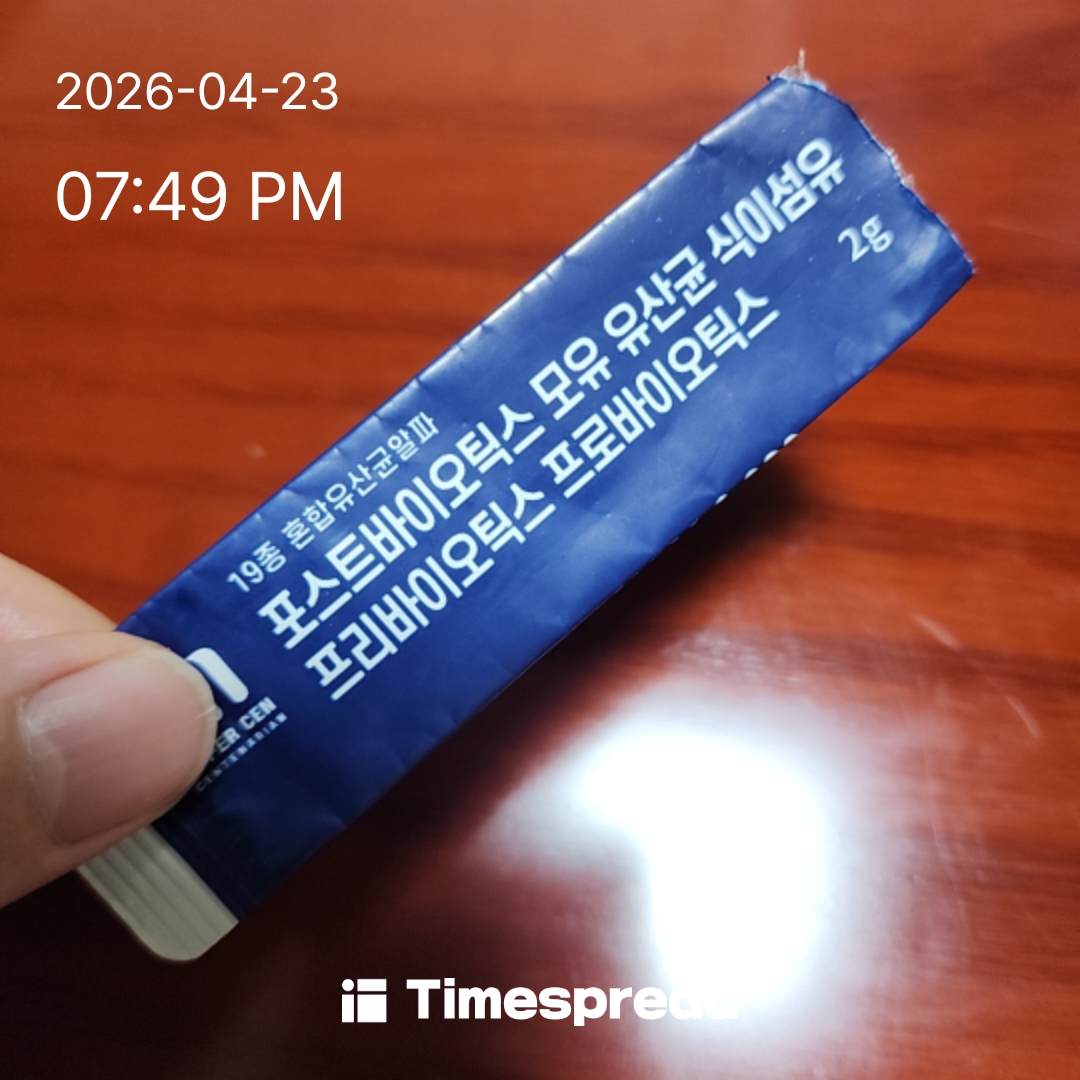 2026-04-23
07:49 PM
19종 혼합유산균알파
포스트바이오틱스 모유 유산균 식이섬유
프리바이오틱스 프로바이오틱스
2g
CEN
CENTENARIAN
Timespread